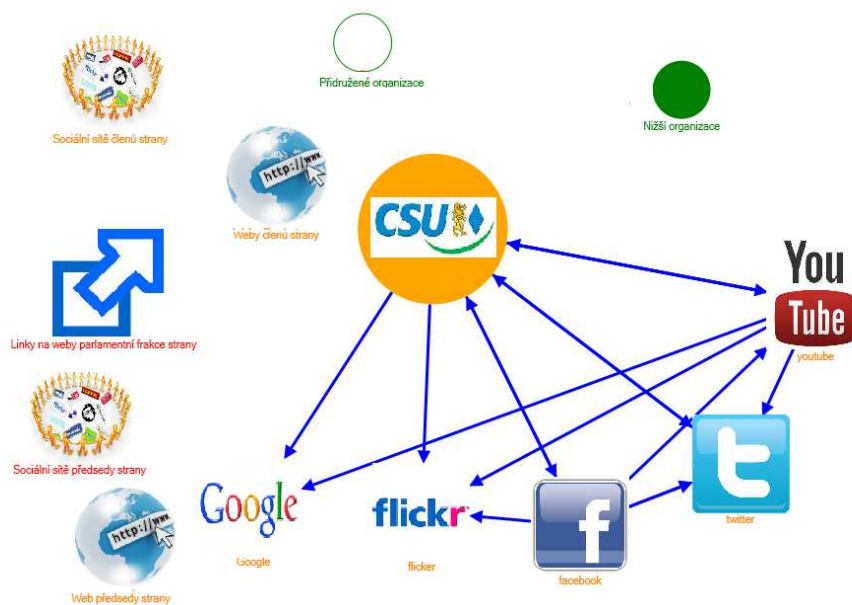 Přidružené organizace
Nižší organizace
Sociální sítě členů strany
http://www
Weby členů strany
CSU
You
Tube
youtube
Linky na weby parlamentní frakce strany
Sociální sítě předsedy strany
Google
Google
flickr
flicker
f
facebook
t
twitter
http://www
Web předsedy strany